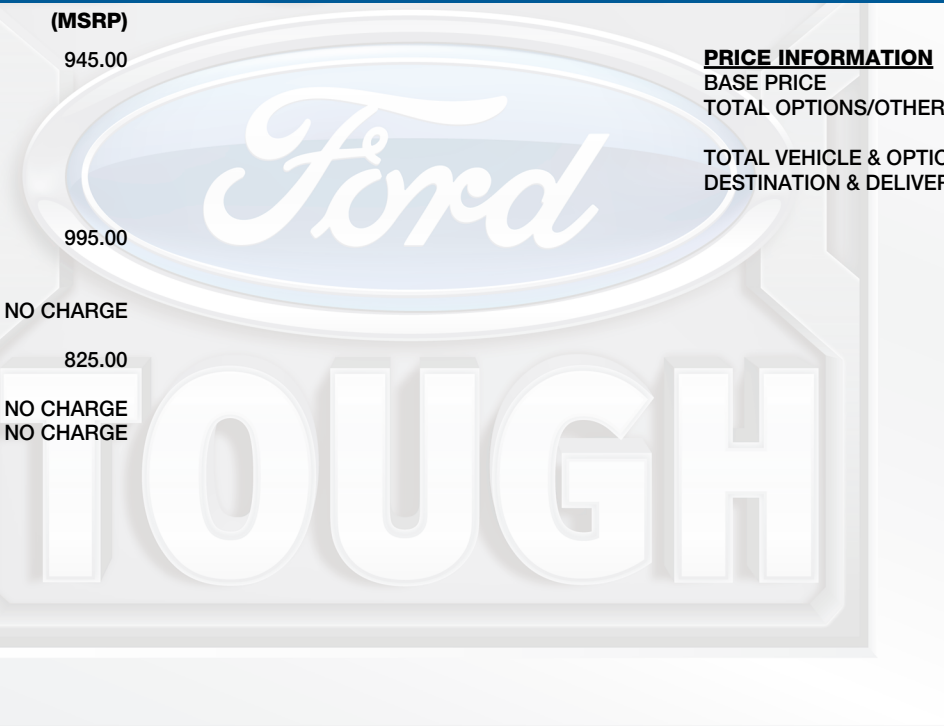 (MSRP)
945.00
995.00
NO CHARGE
825.00
NO CHARGE
NO CHARGE
PRICE INFORMATION
BASE PRICE
TOTAL OPTIONS/OTHER
TOTAL VEHICLE & OPTIO
DESTINATION & DELIVER
Ford
TOUGH